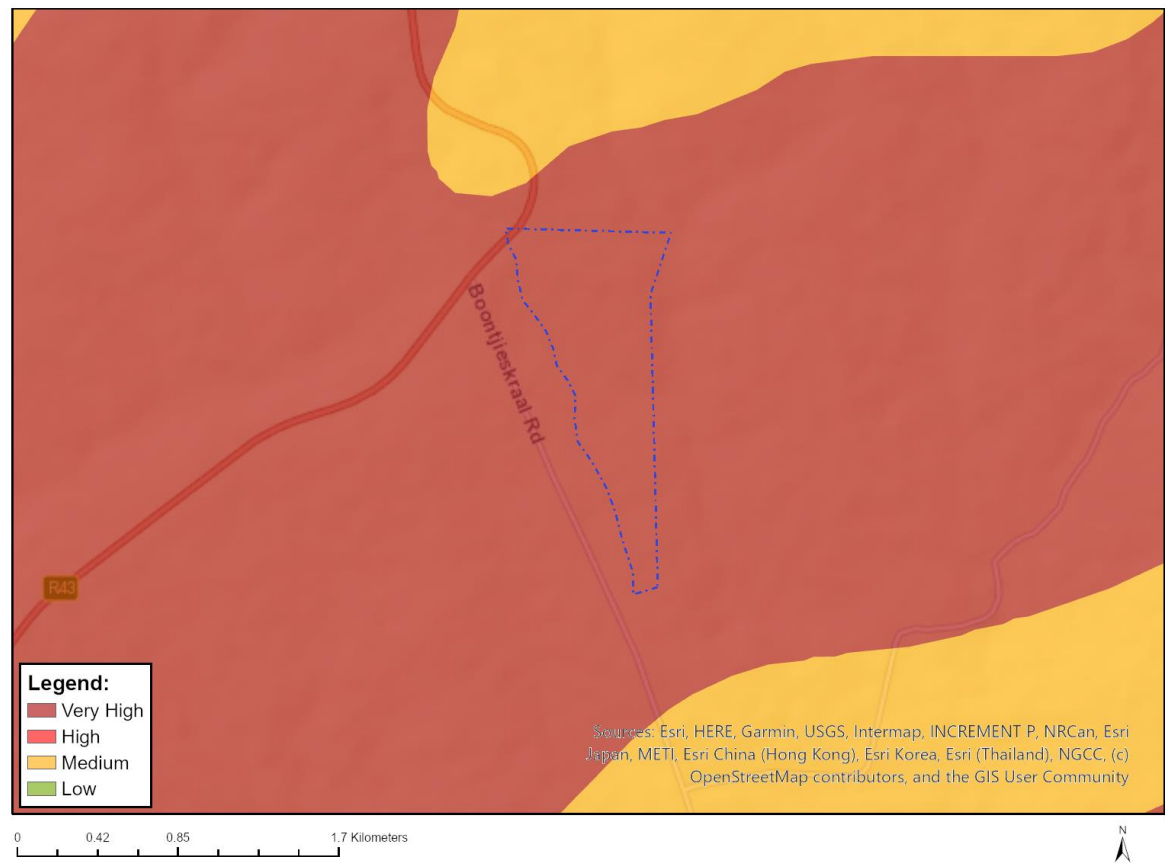 Boontjieskraal Rd
R43
Legend:
Very High
High
Medium
Low
Sources: Esri, HERE, Garmin, USGS, Intermap, INCREMENT P, NRCan, Esri
Japan, METI, Esri China (Hong Kong), Esri Korea, Esri (Thailand), NGCC, (c)
OpenStreetMap contributors, and the GIS User Community
0 0.42 0.85 1.7 Kilometers
N